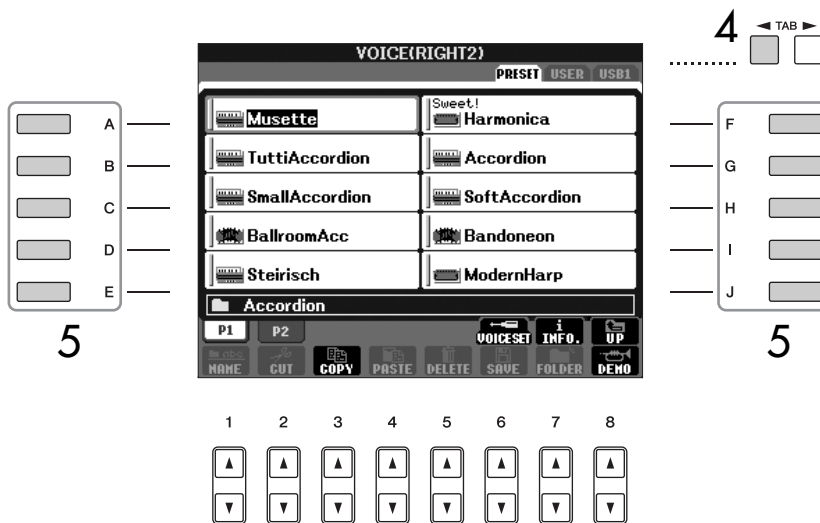 4 ◄ TAB ►
VOICE(RIGHT2)
PRESET USER USB1
A Musette Sweet! Harmonica F
B TuttiAccordion Accordion G
C SmallAccordion SoftAccordion H
D BallroomAcc Bandoneon I
E Steirisch ModernHarp J
Accordion
P1 P2 VOICESET i INFO. UP
5 5
NAME CUT COPY PASTE DELETE SAVE FOLDER DEMO
1 2 3 4 5 6 7 8